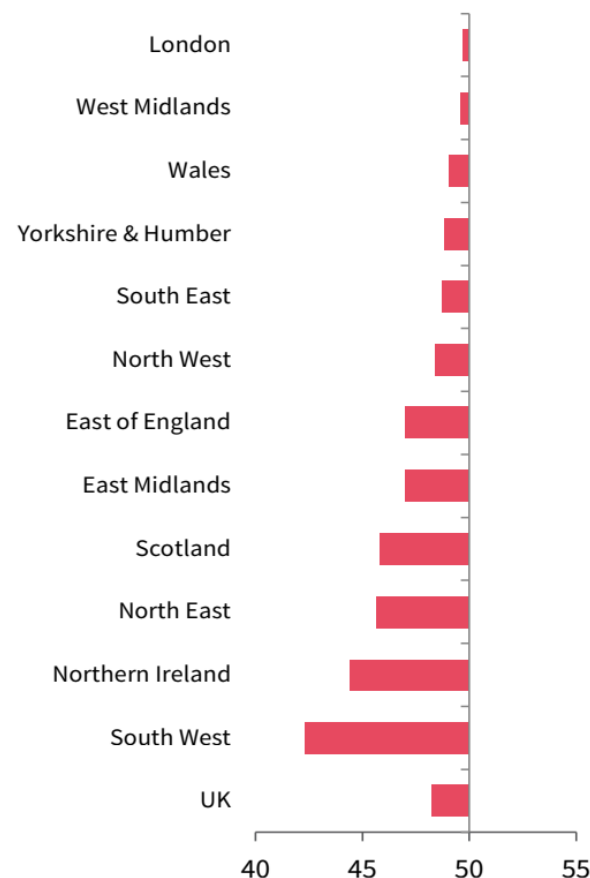 London
West Midlands
Wales
Yorkshire & Humber
South East
North West
East of England
East Midlands
Scotland
North East
Northern Ireland
South West
UK
40 45 50 55